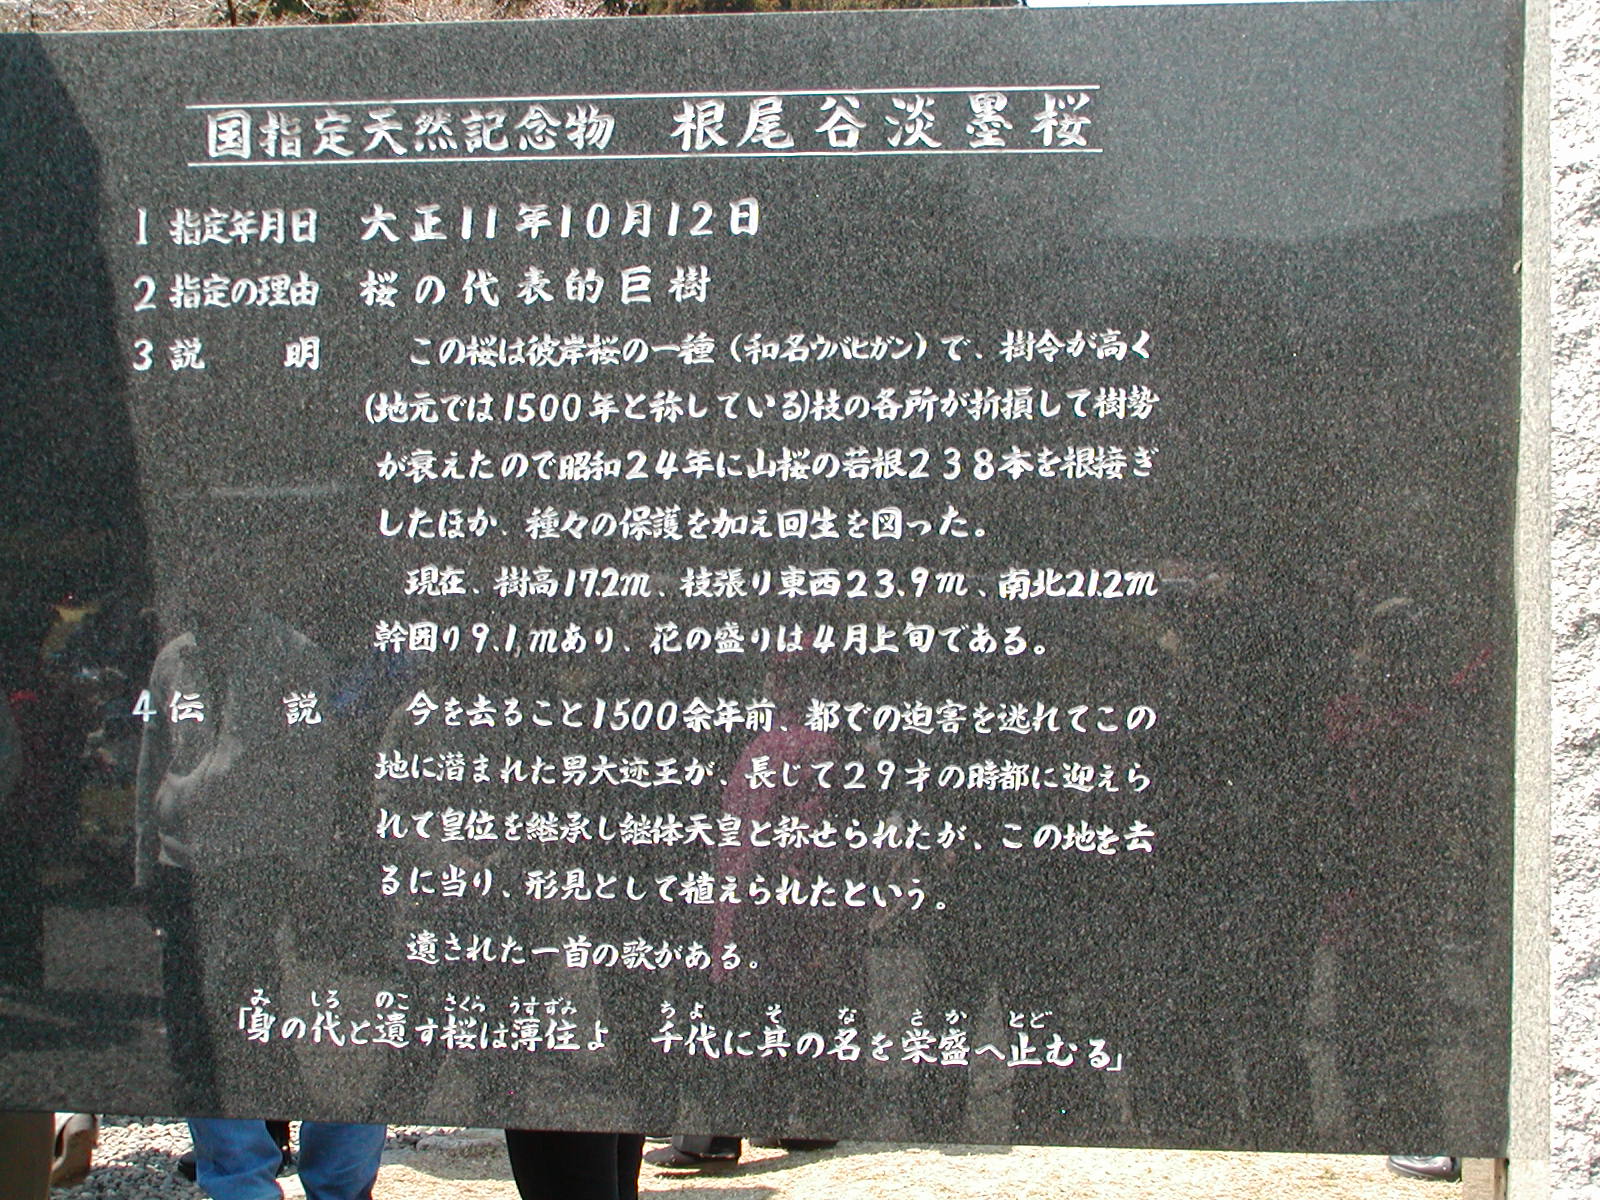 国指定天然記念物 根尾谷淡墨桜
1 指定年月日 大正11年10月12日
2 指定の理由 桜の代表的巨樹
3 説明 この桜は彼岸桜の一種(和名ウバヒガン)で、樹令が高く
(地元では1500年と称している)枝の各所が折損して樹勢
が衰えたので昭和24年に山桜の若根238本を根接ぎ
したほか、種々の保護を加え回生を図った。
現在、樹高17.2m、枝張り東西23.9m、南北21.2m
幹囲り9.1mあり、花の盛りは4月上旬である。
4 伝説 今を去ること1500余年前、都での迫害を逃れてこの
地に潜まれた男大迹王が、長じて29才の時都に迎えら
れて皇位を継承し継体天皇と称せられたが、この地を去
るに当り、形見として植えられたという。
遺された一首の歌がある。
み しろ のこ さくら うすずみ ちよ そ な さか とど
「身の代と遺す桜は薄住よ 千代に其の名を栄盛へ止むる」